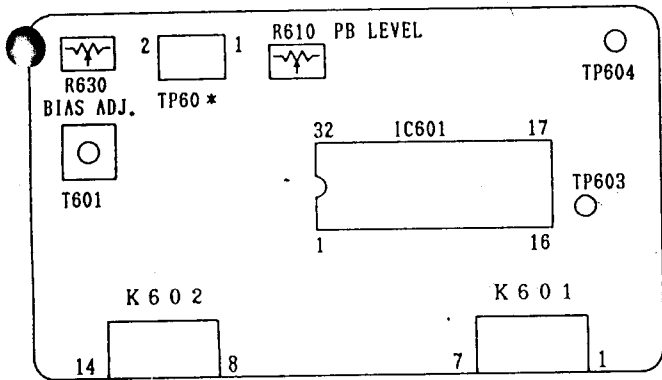 R610 PB LEVEL
2 1
R630
BIAS ADJ.
TP60*
TP604
32 IC601 17
T601
TP603
1 16
K602
K601
14 8
7 1